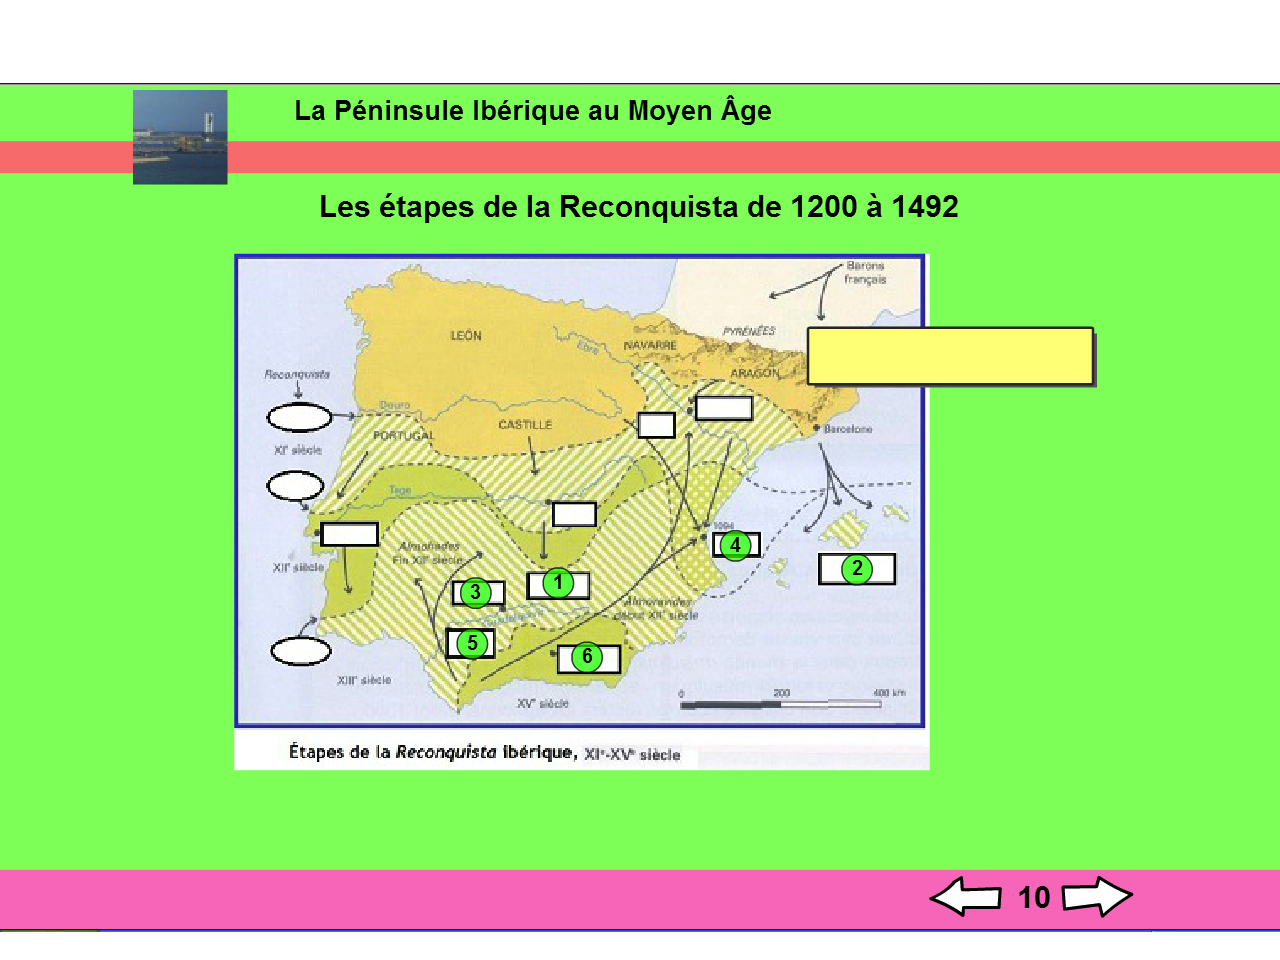 La Péninsule Ibérique au Moyen Âge
Les étapes de la Reconquista de 1200 à 1492
Barons
français
PYRÉNÉES
LEÓN
NAVARRE
Ebre
ARAGON
Reconquista
Douro
CASTILLE
PORTUGAL
Barcelone
XIe siècle
Tage
1094
4
Almohades
Fin XIIe siècle
XIIe siècle
2
1
3
Almoravides
début XIIe siècle
Guadalquivir
5
6
XIIIe siècle
XVe siècle
0 200 400 km
Étapes de la Reconquista ibérique, XIe-XVe siècle
10